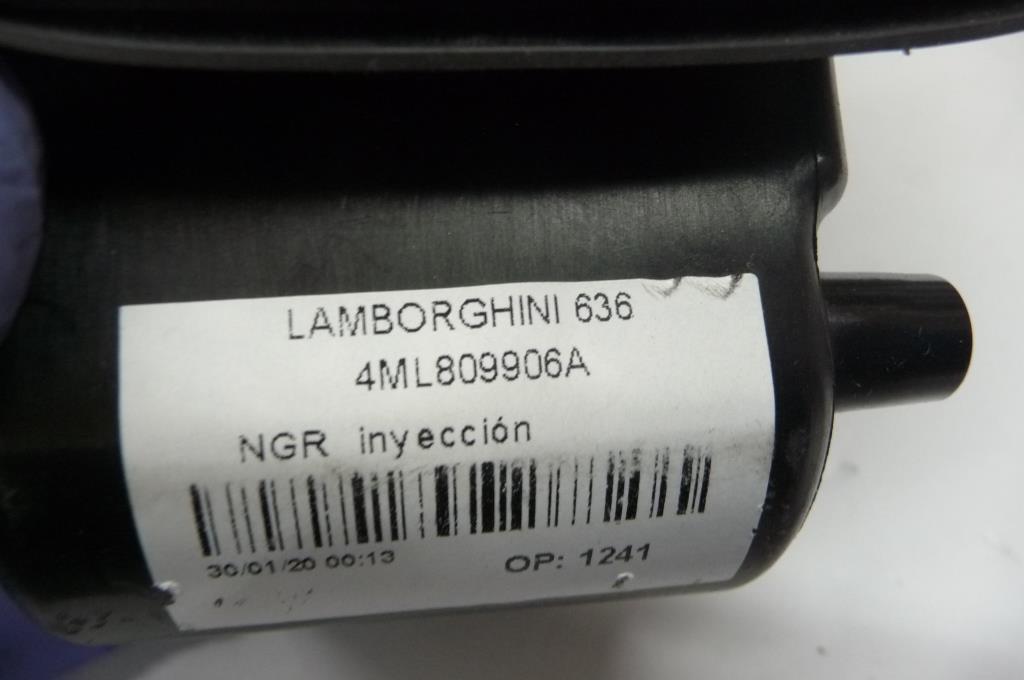 LAMBORGHINI 636
4ML809906A
NGR inyección
30/01/20 00:13
OP: 1241